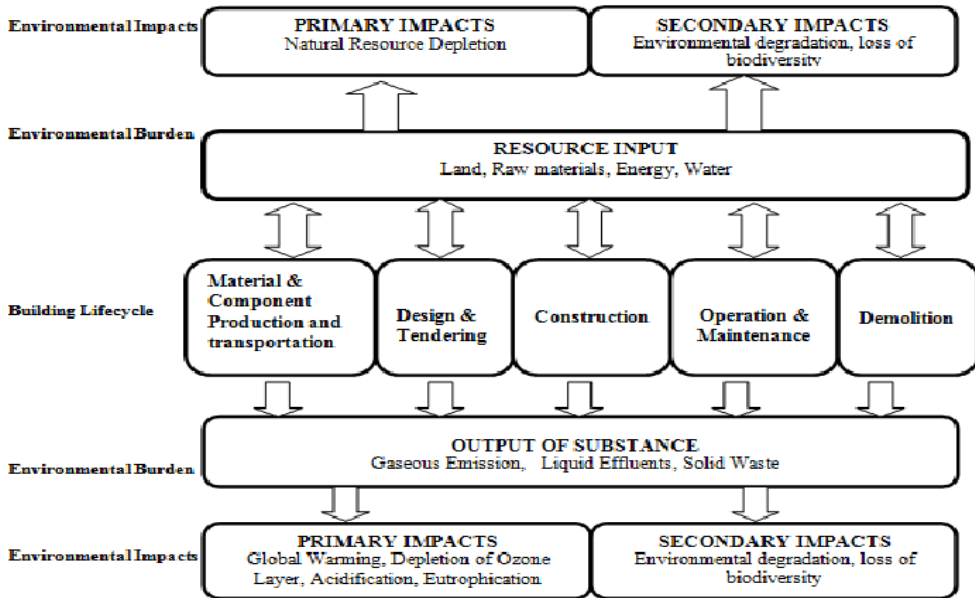 Environmental Impacts
PRIMARY IMPACTS
Natural Resource Depletion
SECONDARY IMPACTS
Environmental degradation, loss of
biodiversity
Environmental Burden
RESOURCE INPUT
Land, Raw materials, Energy, Water
Building Lifecycle
Material &
Component
Production and
transportation
Design &
Tendering
Construction
Operation &
Maintenance
Demolition
Environmental Burden
OUTPUT OF SUBSTANCE
Gaseous Emission, Liquid Effluents, Solid Waste
Environmental Impacts
PRIMARY IMPACTS
Global Warming, Depletion of Ozone
Layer, Acidification, Eutrophication
SECONDARY IMPACTS
Environmental degradation, loss of
biodiversity